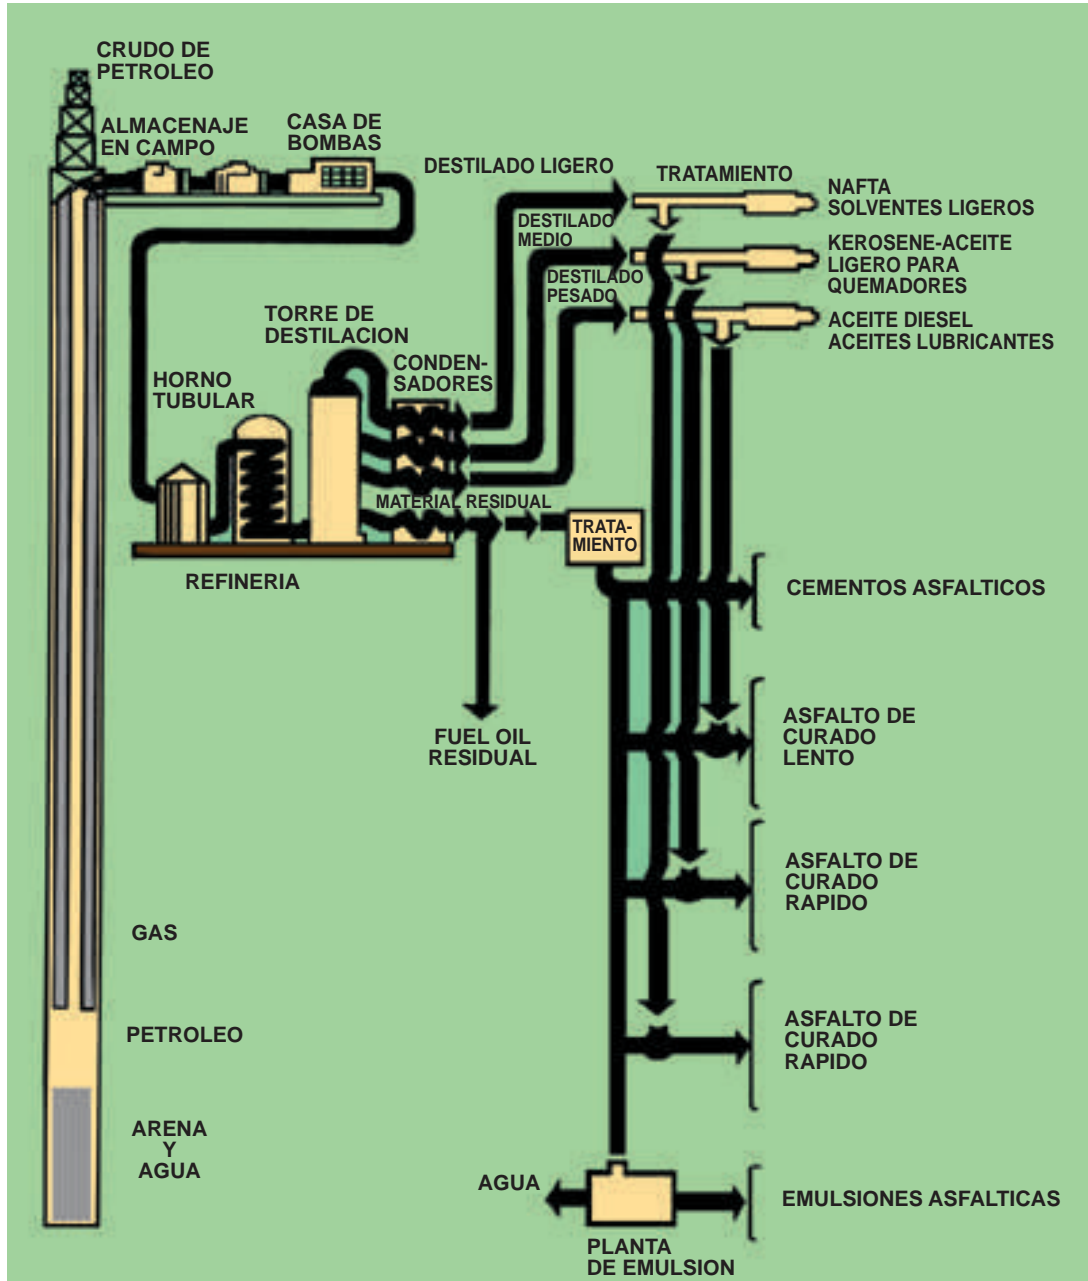 CRUDO DE
PETROLEO
ALMACENAJE
EN CAMPO
CASA DE
BOMBAS
DESTILADO LIGERO
TRATAMIENTO
NAFTA
SOLVENTES LIGEROS
DESTILADO
MEDIO
KEROSENE-ACEITE
LIGERO PARA
QUEMADORES
DESTILADO
PESADO
ACEITE DIESEL
ACEITES LUBRICANTES
TORRE DE
DESTILACION
CONDEN-
SADORES
HORNO
TUBULAR
MATERIAL RESIDUAL
TRATA-
MIENTO
REFINERIA
CEMENTOS ASFALTICOS
FUEL OIL
RESIDUAL
ASFALTO DE
CURADO
LENTO
ASFALTO DE
CURADO
RAPIDO
GAS
PETROLEO
ASFALTO DE
CURADO
RAPIDO
ARENA
Y
AGUA
AGUA
EMULSIONES ASFALTICAS
PLANTA
DE EMULSION